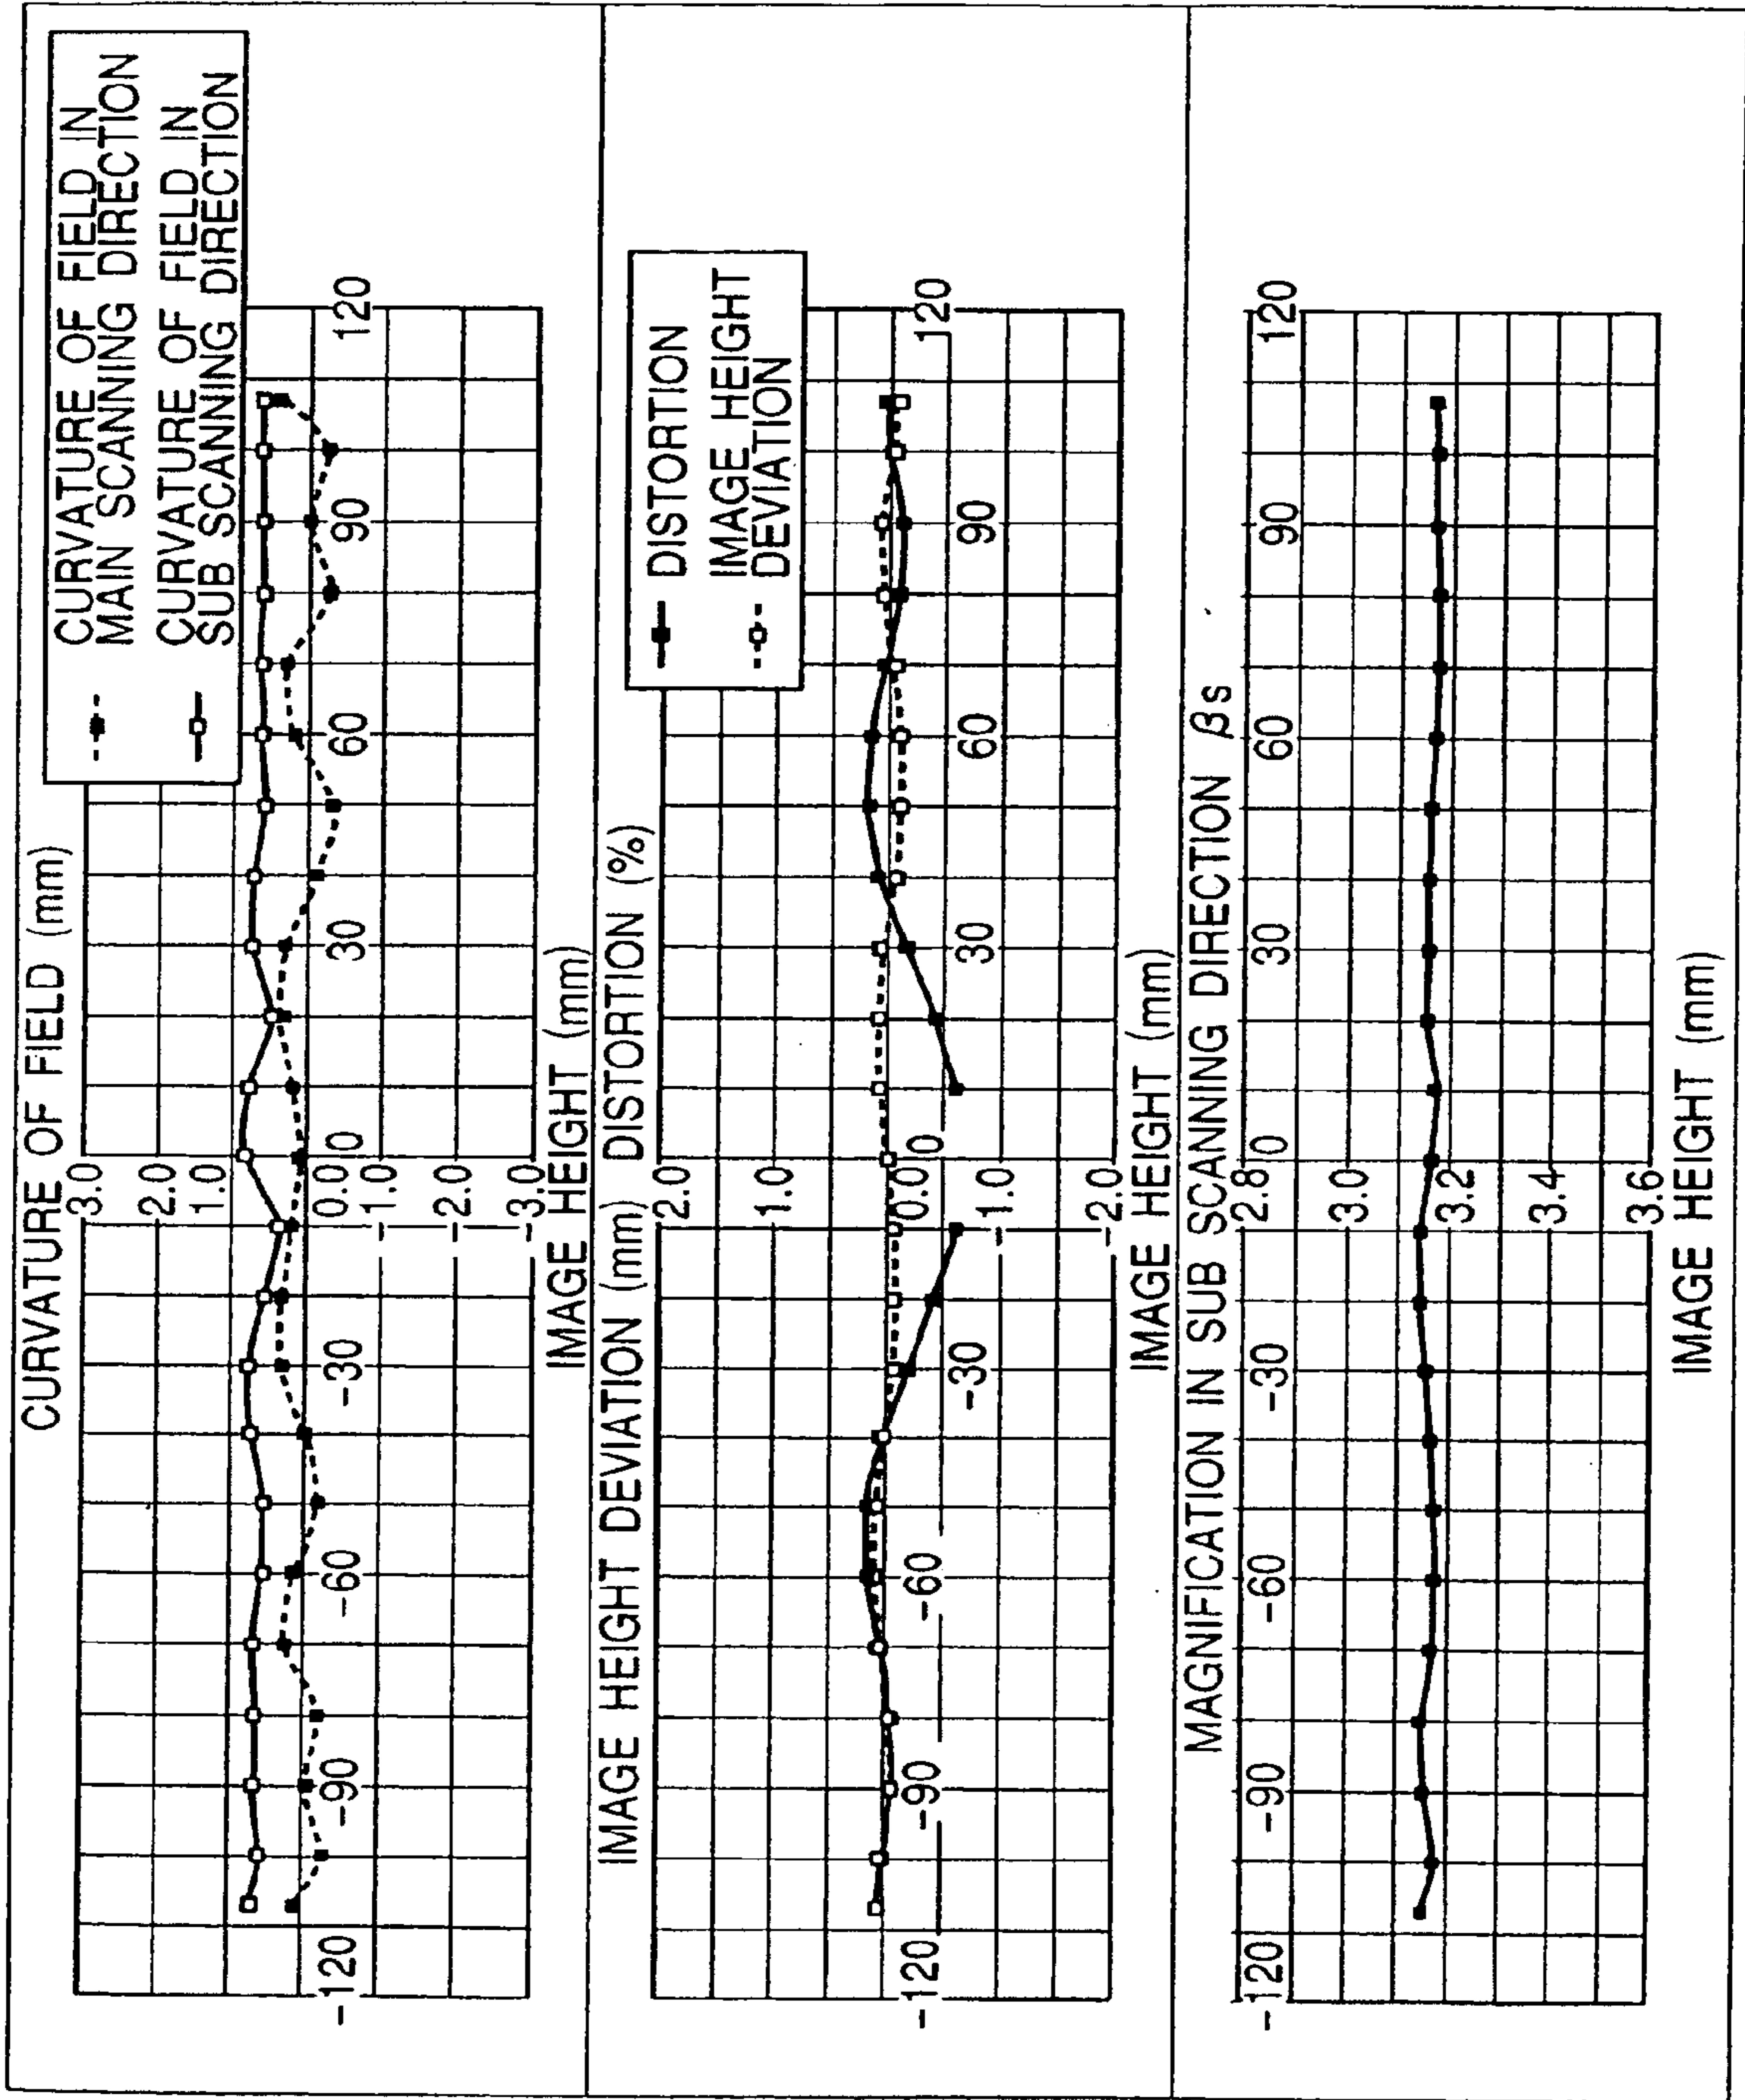 CURVATURE OF FIELD (mm)
CURVATURE OF FIELD IN
MAIN SCANNING DIRECTION
CURVATURE OF FIELD IN
SUB SCANNING DIRECTION
3.0
2.0
1.0
0.0
-1.0
-2.0
-3.0
-120 -90 -60 -30 0 30 60 90 120
IMAGE HEIGHT (mm)
IMAGE HEIGHT DEVIATION (mm) DISTORTION (%)
DISTORTION
IMAGE HEIGHT
DEVIATION
2.0
1.0
0.0
-1.0
-2.0
-120 -90 -60 -30 0 30 60 90 120
IMAGE HEIGHT (mm)
MAGNIFICATION IN SUB SCANNING DIRECTION βs
-120 -90 -60 -30 0 30 60 90 120
2.8
3.0
3.2
3.4
3.6
IMAGE HEIGHT (mm)